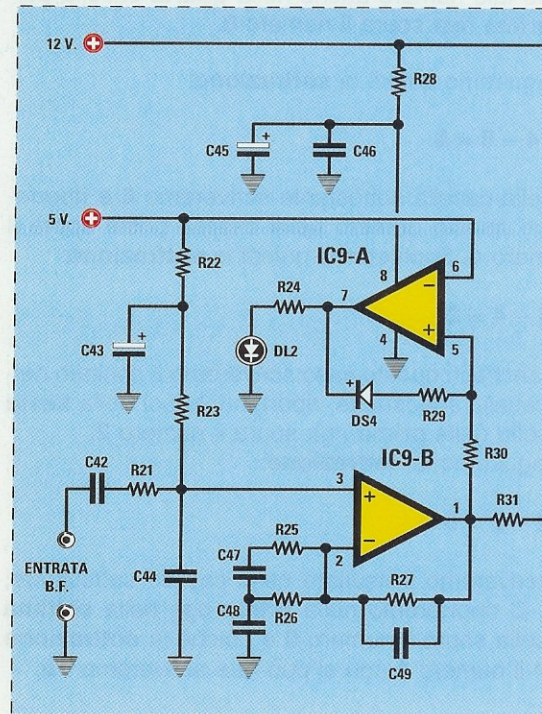 12 V.
R28
C45
+
C46
5 V.
IC9-A
R22
R24
7
8
6
−
+
5
4
C43
+
DL2
+
DS4
R29
R23
R30
IC9-B
C42
R21
3
+
1
R31
−
2
ENTRATA
B.F.
C44
C47
R25
R26
C48
R27
C49